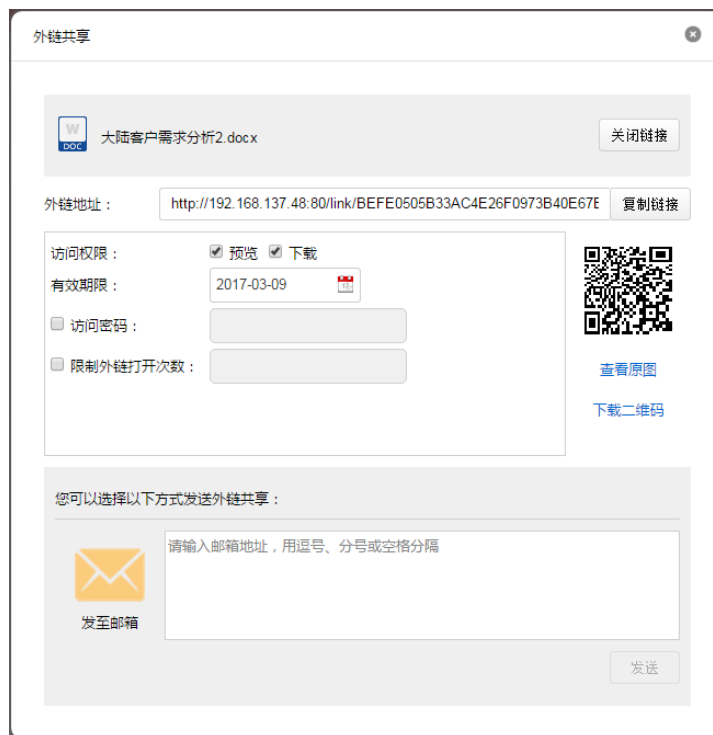 外链共享
W
DOC
大陆客户需求分析2.docx
关闭链接
外链地址：
http://192.168.137.48:80/link/BEFE0505B33AC4E26F0973B40E67E
复制链接
访问权限：
预览
下载
有效期限：
2017-03-09
访问密码：
限制外链打开次数：
查看原图
下载二维码
您可以选择以下方式发送外链共享：
请输入邮箱地址，用逗号、分号或空格分隔
发至邮箱
发送